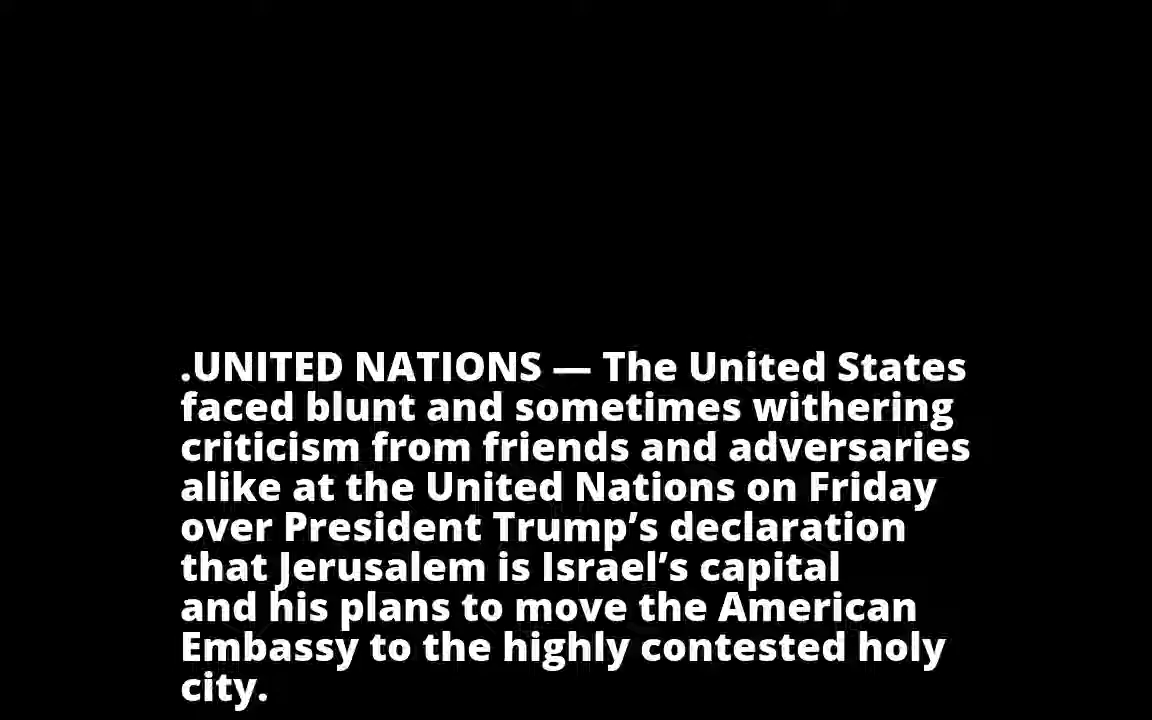 .UNITED NATIONS — The United States
faced blunt and sometimes withering
criticism from friends and adversaries
alike at the United Nations on Friday
over President Trump’s declaration
that Jerusalem is Israel’s capital
and his plans to move the American
Embassy to the highly contested holy
city.